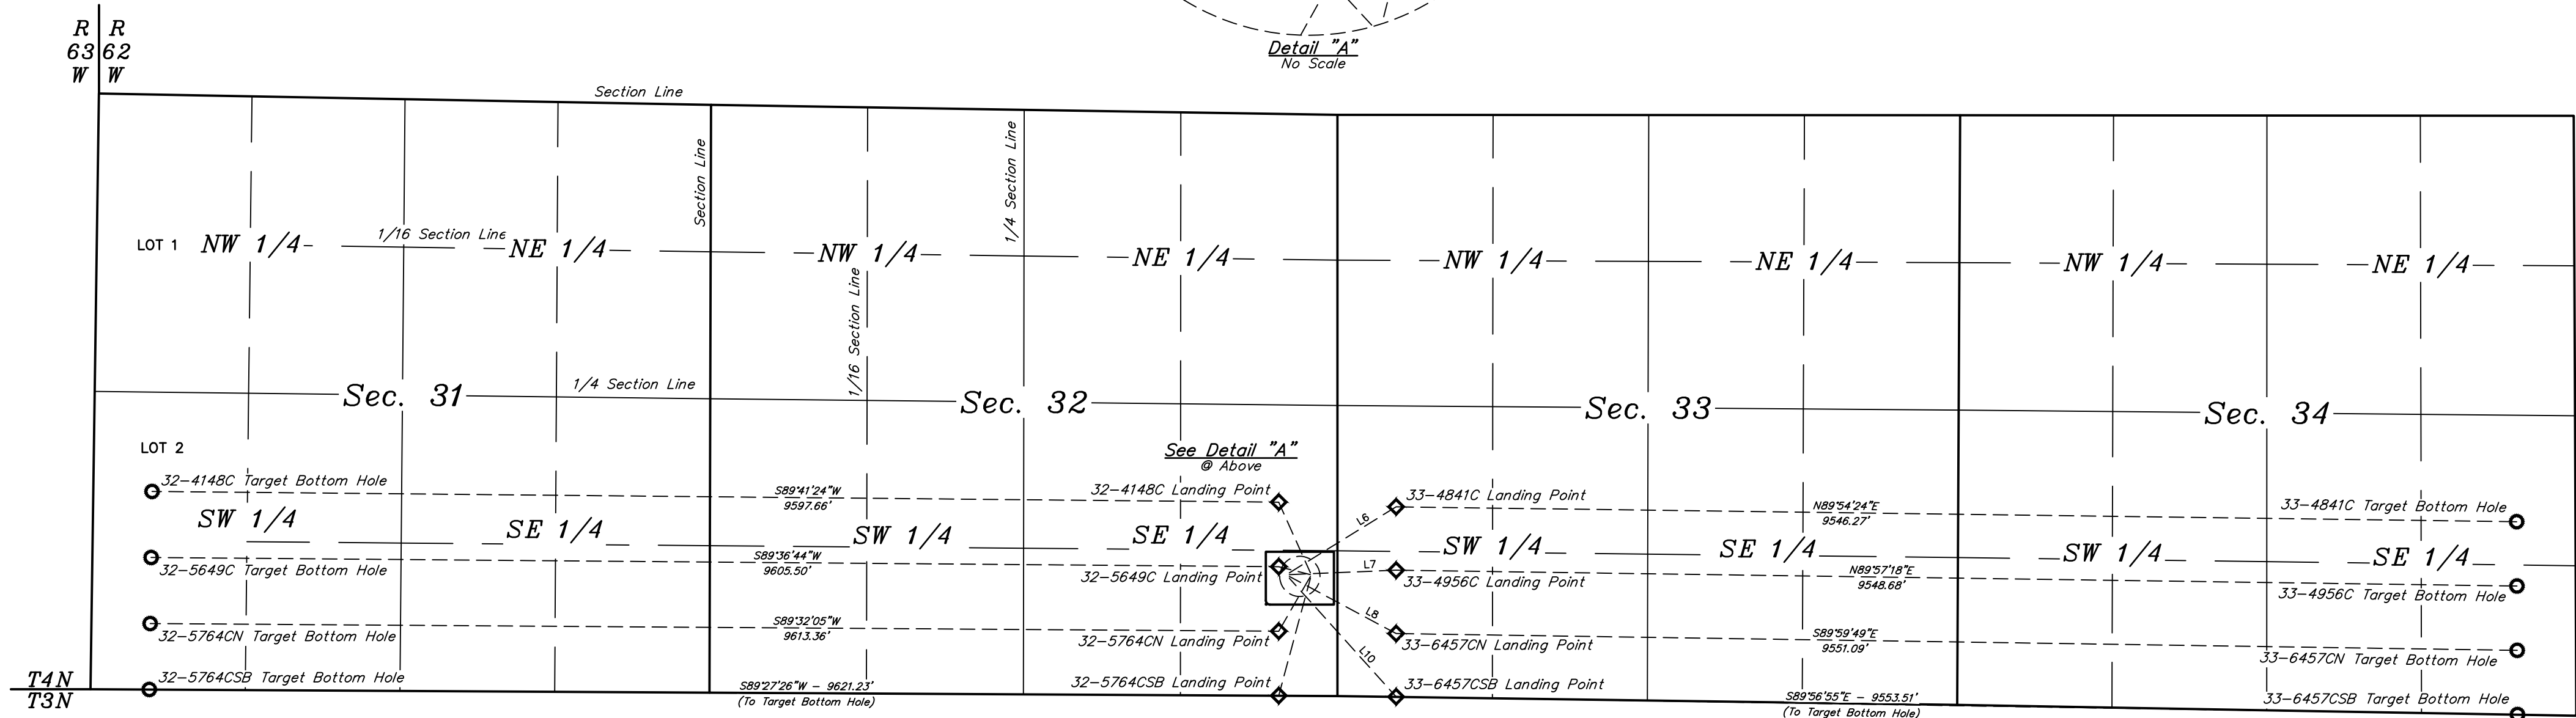 R R
63 62
W W
Detail "A"
No Scale
Section Line
Section Line
1/4 Section Line
LOT 1 NW 1/4
1/16 Section Line
NE 1/4
NW 1/4
NE 1/4
NW 1/4
NE 1/4
NW 1/4
NE 1/4
1/16 Section Line
Sec. 31
1/4 Section Line
Sec. 32
Sec. 33
Sec. 34
LOT 2
See Detail "A"
@ Above
32-4148C Target Bottom Hole
S89°41'24"W
9597.66'
32-4148C Landing Point
33-4841C Landing Point
N89°54'24"E
9546.27'
33-4841C Target Bottom Hole
L6
SW 1/4
SE 1/4
SW 1/4
SE 1/4
SW 1/4
SE 1/4
SW 1/4
SE 1/4
32-5649C Target Bottom Hole
S89°36'44"W
9605.50'
32-5649C Landing Point
L7
33-4956C Landing Point
N89°57'18"E
9548.68'
33-4956C Target Bottom Hole
L8
32-5764CN Target Bottom Hole
S89°32'05"W
9613.36'
32-5764CN Landing Point
33-6457CN Landing Point
S89°59'49"E
9551.09'
33-6457CN Target Bottom Hole
L10
T4N
T3N
32-5764CSB Target Bottom Hole
S89°27'26"W - 9621.23'
(To Target Bottom Hole)
32-5764CSB Landing Point
33-6457CSB Landing Point
S89°56'55"E - 9553.51'
(To Target Bottom Hole)
33-6457CSB Target Bottom Hole